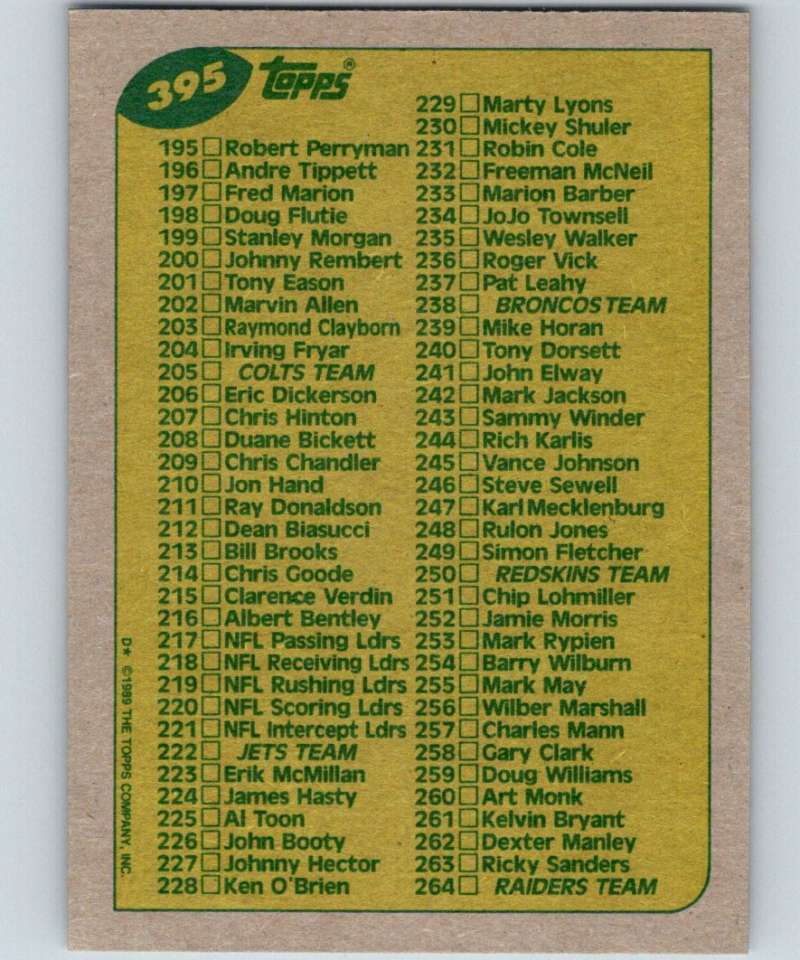 395
Topps®
195 □ Robert Perryman
196 □ Andre Tippett
197 □ Fred Marion
198 □ Doug Flutie
199 □ Stanley Morgan
200 □ Johnny Rembert
201 □ Tony Eason
202 □ Marvin Allen
203 □ Raymond Clayborn
204 □ Irving Fryar
205 □ COLTS TEAM
206 □ Eric Dickerson
207 □ Chris Hinton
208 □ Duane Bickett
209 □ Chris Chandler
210 □ Jon Hand
211 □ Ray Donaldson
212 □ Dean Biasucci
213 □ Bill Brooks
214 □ Chris Goode
215 □ Clarence Verdin
216 □ Albert Bentley
217 □ NFL Passing Ldrs
218 □ NFL Receiving Ldrs
219 □ NFL Rushing Ldrs
220 □ NFL Scoring Ldrs
221 □ NFL Intercept Ldrs
222 □ JETS TEAM
223 □ Erik McMillan
224 □ James Hasty
225 □ Al Toon
226 □ John Booty
227 □ Johnny Hector
228 □ Ken O'Brien
229 □ Marty Lyons
230 □ Mickey Shuler
231 □ Robin Cole
232 □ Freeman McNeil
233 □ Marion Barber
234 □ JoJo Townsell
235 □ Wesley Walker
236 □ Roger Vick
237 □ Pat Leahy
238 □ BRONCOS TEAM
239 □ Mike Horan
240 □ Tony Dorsett
241 □ John Elway
242 □ Mark Jackson
243 □ Sammy Winder
244 □ Rich Karlis
245 □ Vance Johnson
246 □ Steve Sewell
247 □ Karl Mecklenburg
248 □ Rulon Jones
249 □ Simon Fletcher
250 □ REDSKINS TEAM
251 □ Chip Lohmiller
252 □ Jamie Morris
253 □ Mark Rypien
254 □ Barry Wilburn
255 □ Mark May
256 □ Wilber Marshall
257 □ Charles Mann
258 □ Gary Clark
259 □ Doug Williams
260 □ Art Monk
261 □ Kelvin Bryant
262 □ Dexter Manley
263 □ Ricky Sanders
264 □ RAIDERS TEAM
D* ©1989 THE TOPPS COMPANY, INC.